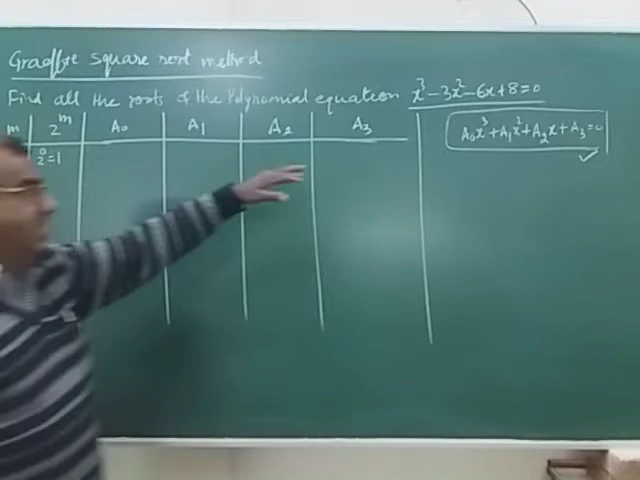 Graeffe square root method
Find all the roots of the Polynomial equation x³-3x²-6x+8=0
m 2^m A₀ A₁ A₂ A₃
A₀x³+A₁x²+A₂x+A₃=0
2⁰=1